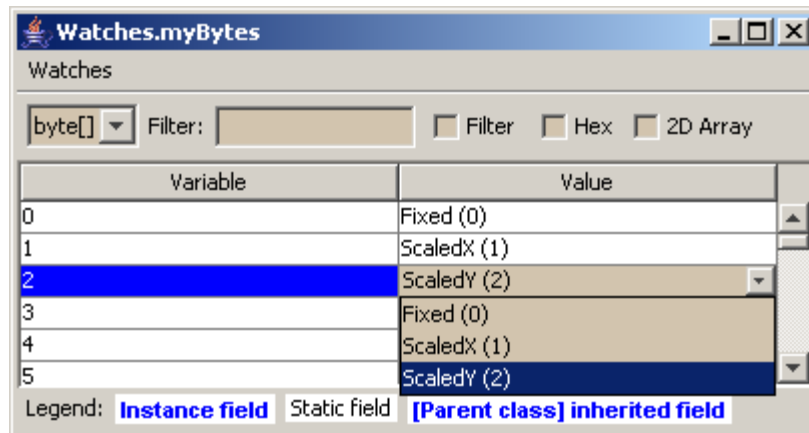 Watches.myBytes
Watches
byte[] Filter: Filter Hex 2D Array
Variable Value
0 Fixed (0)
1 ScaledX (1)
2 ScaledY (2)
3 Fixed (0)
4 ScaledX (1)
5 ScaledY (2)
Legend: Instance field Static field [Parent class] inherited field